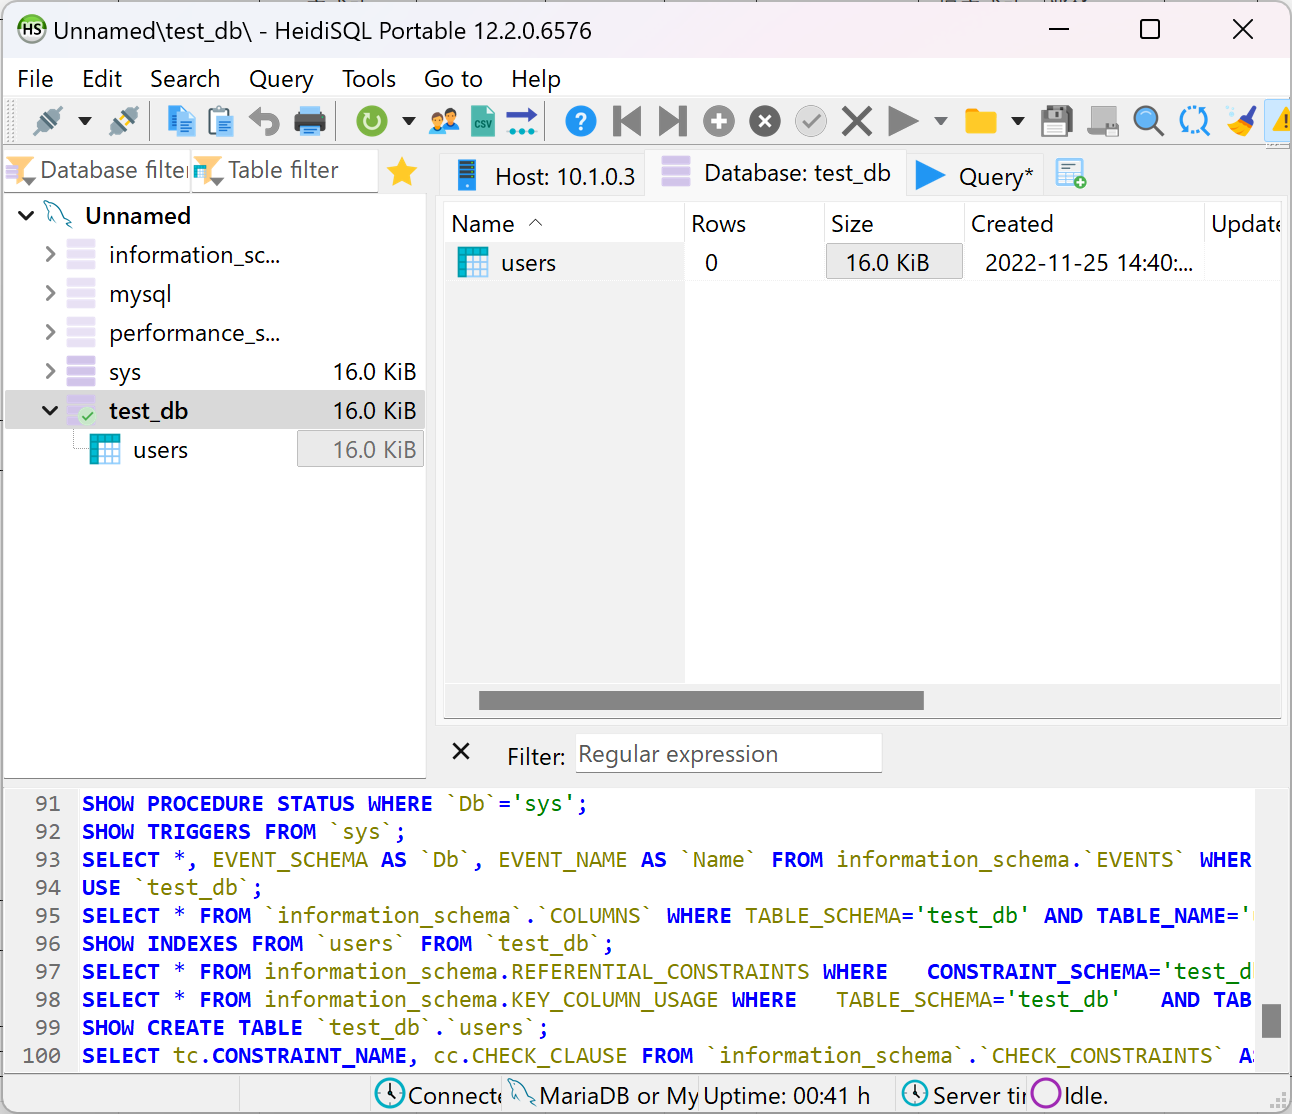 Unnamed\test_db\ - HeidiSQL Portable 12.2.0.6576
File Edit Search Query Tools Go to Help
Database filter Table filter
Host: 10.1.0.3 Database: test_db Query*
Unnamed
information_sc...
mysql
performance_s...
sys 16.0 KiB
test_db 16.0 KiB
users 16.0 KiB
Name Rows Size Created Update
users 0 16.0 KiB 2022-11-25 14:40:...
Filter: Regular expression
91 SHOW PROCEDURE STATUS WHERE `Db`='sys';
92 SHOW TRIGGERS FROM `sys`;
93 SELECT *, EVENT_SCHEMA AS `Db`, EVENT_NAME AS `Name` FROM information_schema.`EVENTS` WHER
94 USE `test_db`;
95 SELECT * FROM `information_schema`.`COLUMNS` WHERE TABLE_SCHEMA='test_db' AND TABLE_NAME='
96 SHOW INDEXES FROM `users` FROM `test_db`;
97 SELECT * FROM information_schema.REFERENTIAL_CONSTRAINTS WHERE CONSTRAINT_SCHEMA='test_d
98 SELECT * FROM information_schema.KEY_COLUMN_USAGE WHERE TABLE_SCHEMA='test_db' AND TAB
99 SHOW CREATE TABLE `test_db`.`users`;
100 SELECT tc.CONSTRAINT_NAME, cc.CHECK_CLAUSE FROM `information_schema`.`CHECK_CONSTRAINTS` AS
Connecte MariaDB or My Uptime: 00:41 h Server tir Idle.